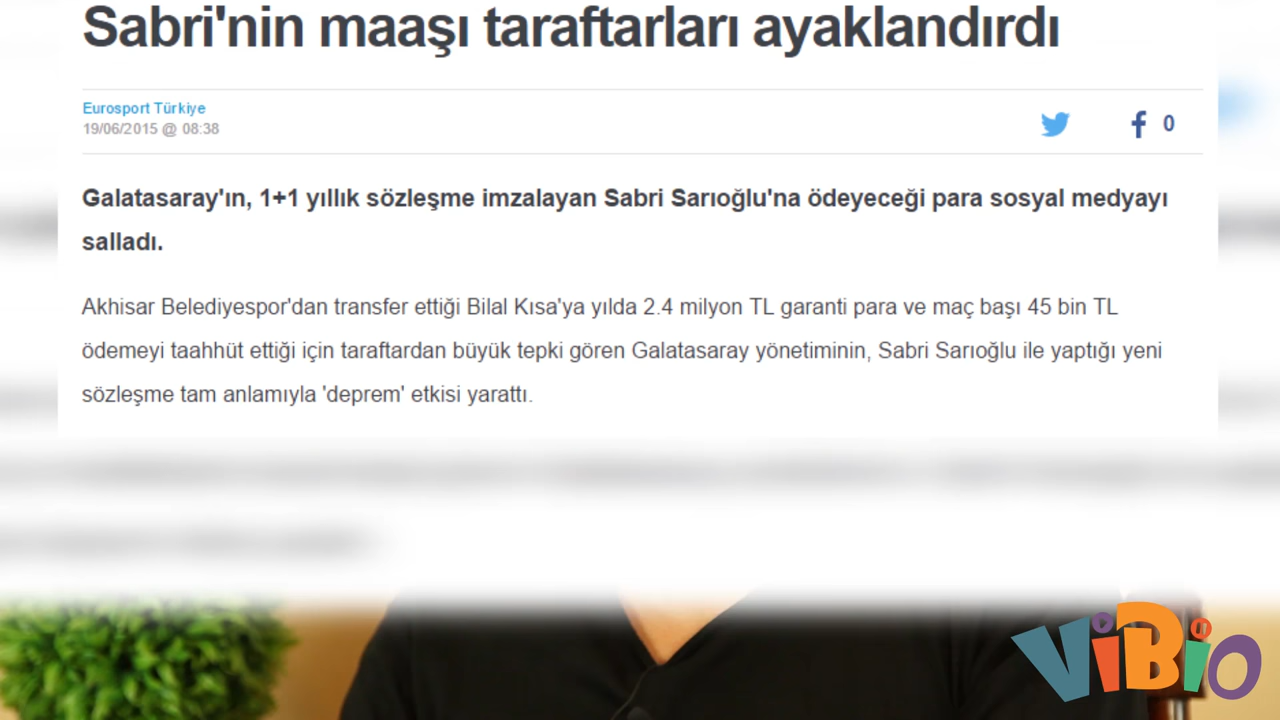 Sabri'nin maaşı taraftarları ayaklandırdı
Eurosport Türkiye
19/06/2015 @ 08:38
0
Galatasaray'ın, 1+1 yıllık sözleşme imzalayan Sabri Sarıoğlu'na ödeyeceği para sosyal medyayı
salladı.
Akhisar Belediyespor'dan transfer ettiği Bilal Kısa'ya yılda 2.4 milyon TL garanti para ve maç başı 45 bin TL
ödemeyi taahhüt ettiği için taraftardan büyük tepki gören Galatasaray yönetiminin, Sabri Sarıoğlu ile yaptığı yeni
sözleşme tam anlamıyla 'deprem' etkisi yarattı.
ViBiO